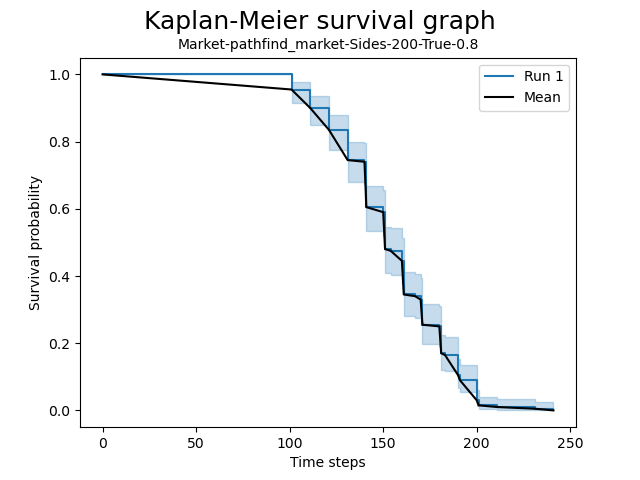 Kaplan-Meier survival graph
Market-pathfind_market-Sides-200-True-0.8
Run 1
Mean
Survival probability
1.0
0.8
0.6
0.4
0.2
0.0
0 50 100 150 200 250
Time steps